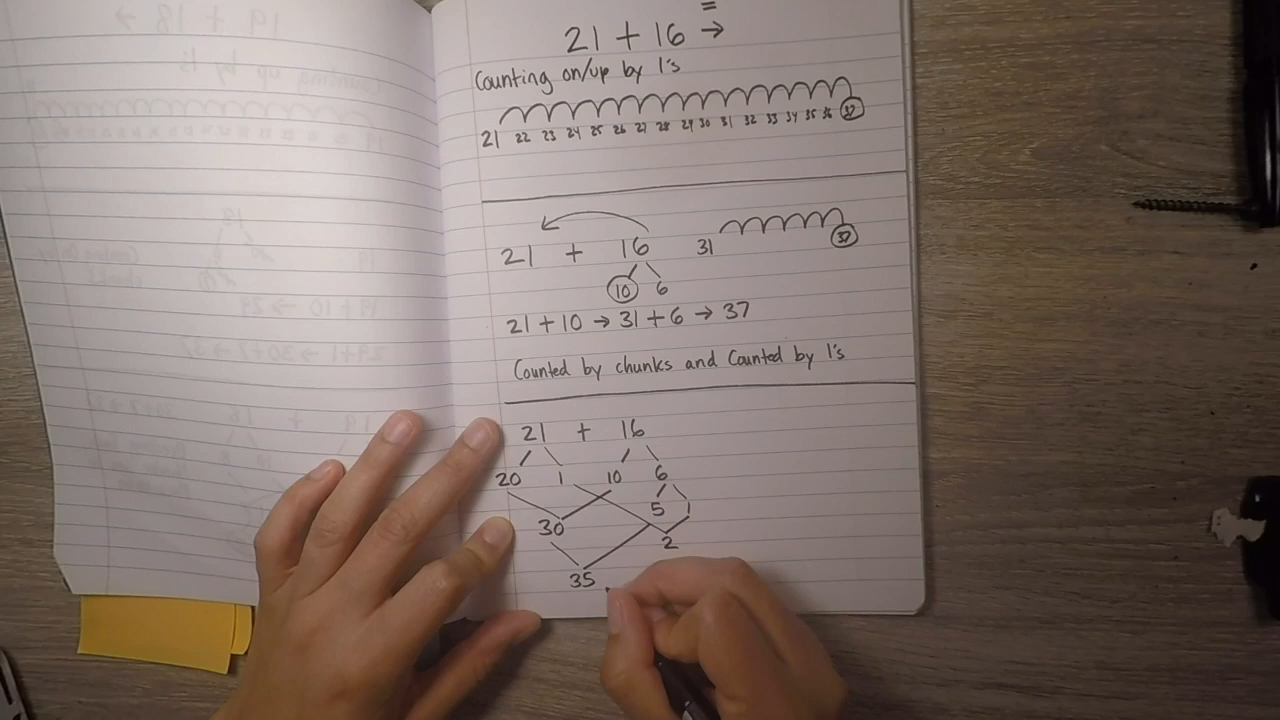 =
21 + 16 →
Counting on/up by 1's
21 22 23 24 25 26 27 28 29 30 31 32 33 34 35 36 37
21 + 16 31 37
10 6
21 + 10 → 31 + 6 → 37
Counted by chunks and Counted by 1's
21 + 16
20 1 10 6
5 1
30 2
35